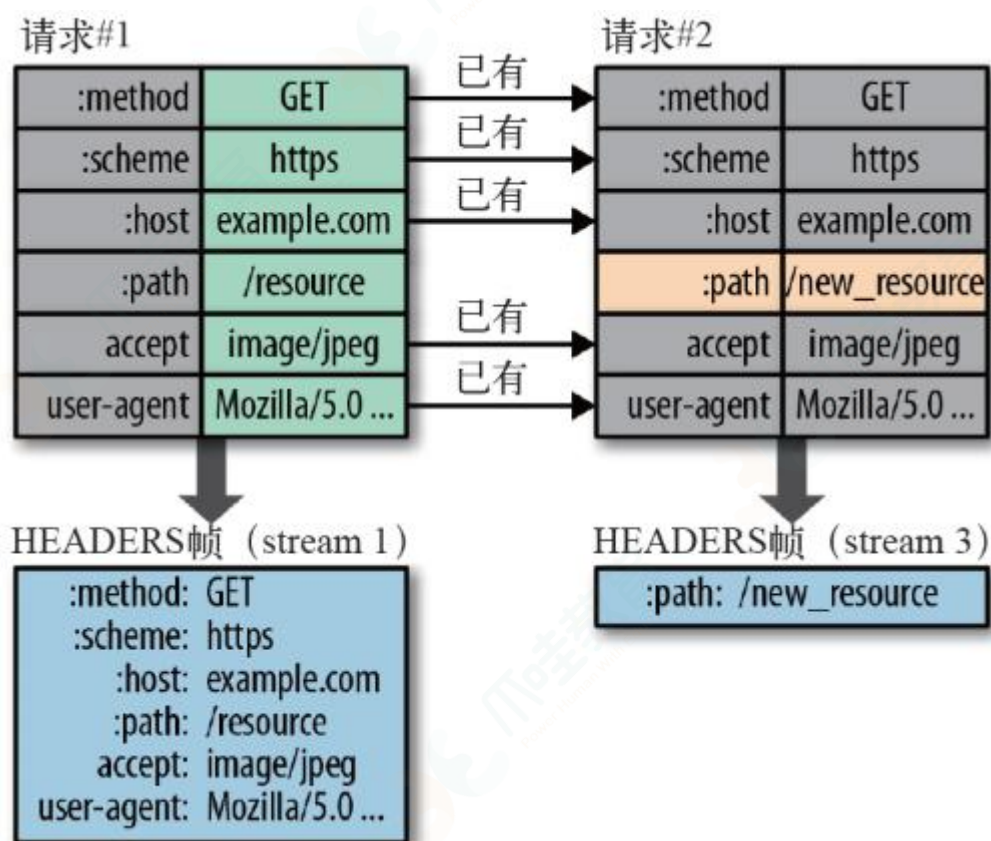 请求#1
:method GET
:scheme https
:host example.com
:path /resource
accept image/jpeg
user-agent Mozilla/5.0 ...
已有
已有
已有
已有
已有
请求#2
:method GET
:scheme https
:host example.com
:path /new_resource
accept image/jpeg
user-agent Mozilla/5.0 ...
HEADERS帧（stream 1）
:method: GET
:scheme: https
:host: example.com
:path: /resource
accept: image/jpeg
user-agent: Mozilla/5.0 ...
HEADERS帧（stream 3）
:path: /new_resource